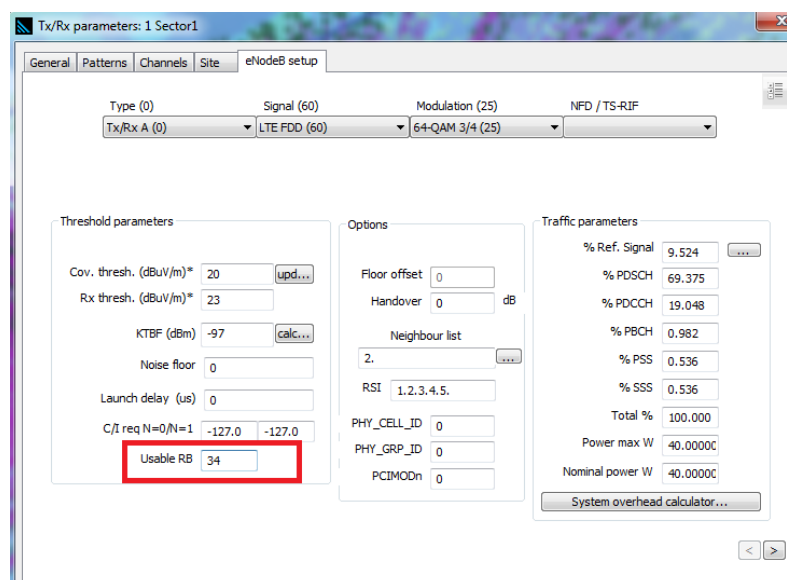 Tx/Rx parameters: 1 Sector1
General Patterns Channels Site eNodeB setup
Type (0) Signal (60) Modulation (25) NFD / TS-RIF
Tx/Rx A (0) LTE FDD (60) 64-QAM 3/4 (25)
Threshold parameters
Cov. thresh. (dBuV/m)* 20 upd...
Rx thresh. (dBuV/m)* 23
KTBF (dBm) -97 calc...
Noise floor 0
Launch delay (us) 0
C/I req N=0/N=1 -127.0 -127.0
Usable RB 34
Options
Floor offset 0
Handover 0 dB
Neighbour list
2. ...
RSI 1.2.3.4.5.
PHY_CELL_ID 0
PHY_GRP_ID 0
PCIMODn 0
Traffic parameters
% Ref. Signal 9.524 ...
% PDSCH 69.375
% PDCCH 19.048
% PBCH 0.982
% PSS 0.536
% SSS 0.536
Total % 100.000
Power max W 40.0000
Nominal power W 40.0000
System overhead calculator...
< >